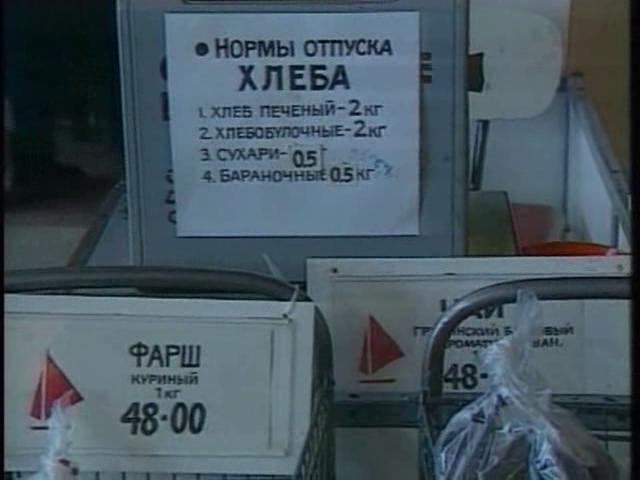 • НОРМЫ ОТПУСКА
ХЛЕБА
1. ХЛЕБ ПЕЧЕНЫЙ-2 КГ
2. ХЛЕБОБУЛОЧНЫЕ-2 КГ
3. СУХАРИ- 0.5
4. БАРАНОЧНЫЕ 0.5 КГ
ФАРШ
КУРИНЫЙ
1 КГ
48-00
48-